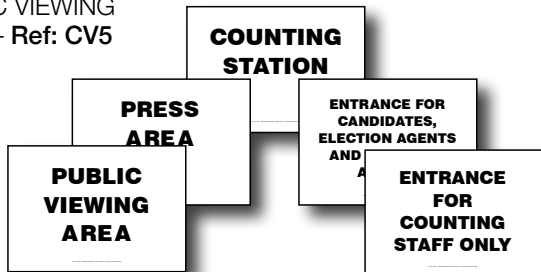 C VIEWING
- Ref: CV5
COUNTING
STATION
PRESS
AREA
ENTRANCE FOR
CANDIDATES,
ELECTION AGENTS
AND
A
PUBLIC
VIEWING
AREA
ENTRANCE
FOR
COUNTING
STAFF ONLY